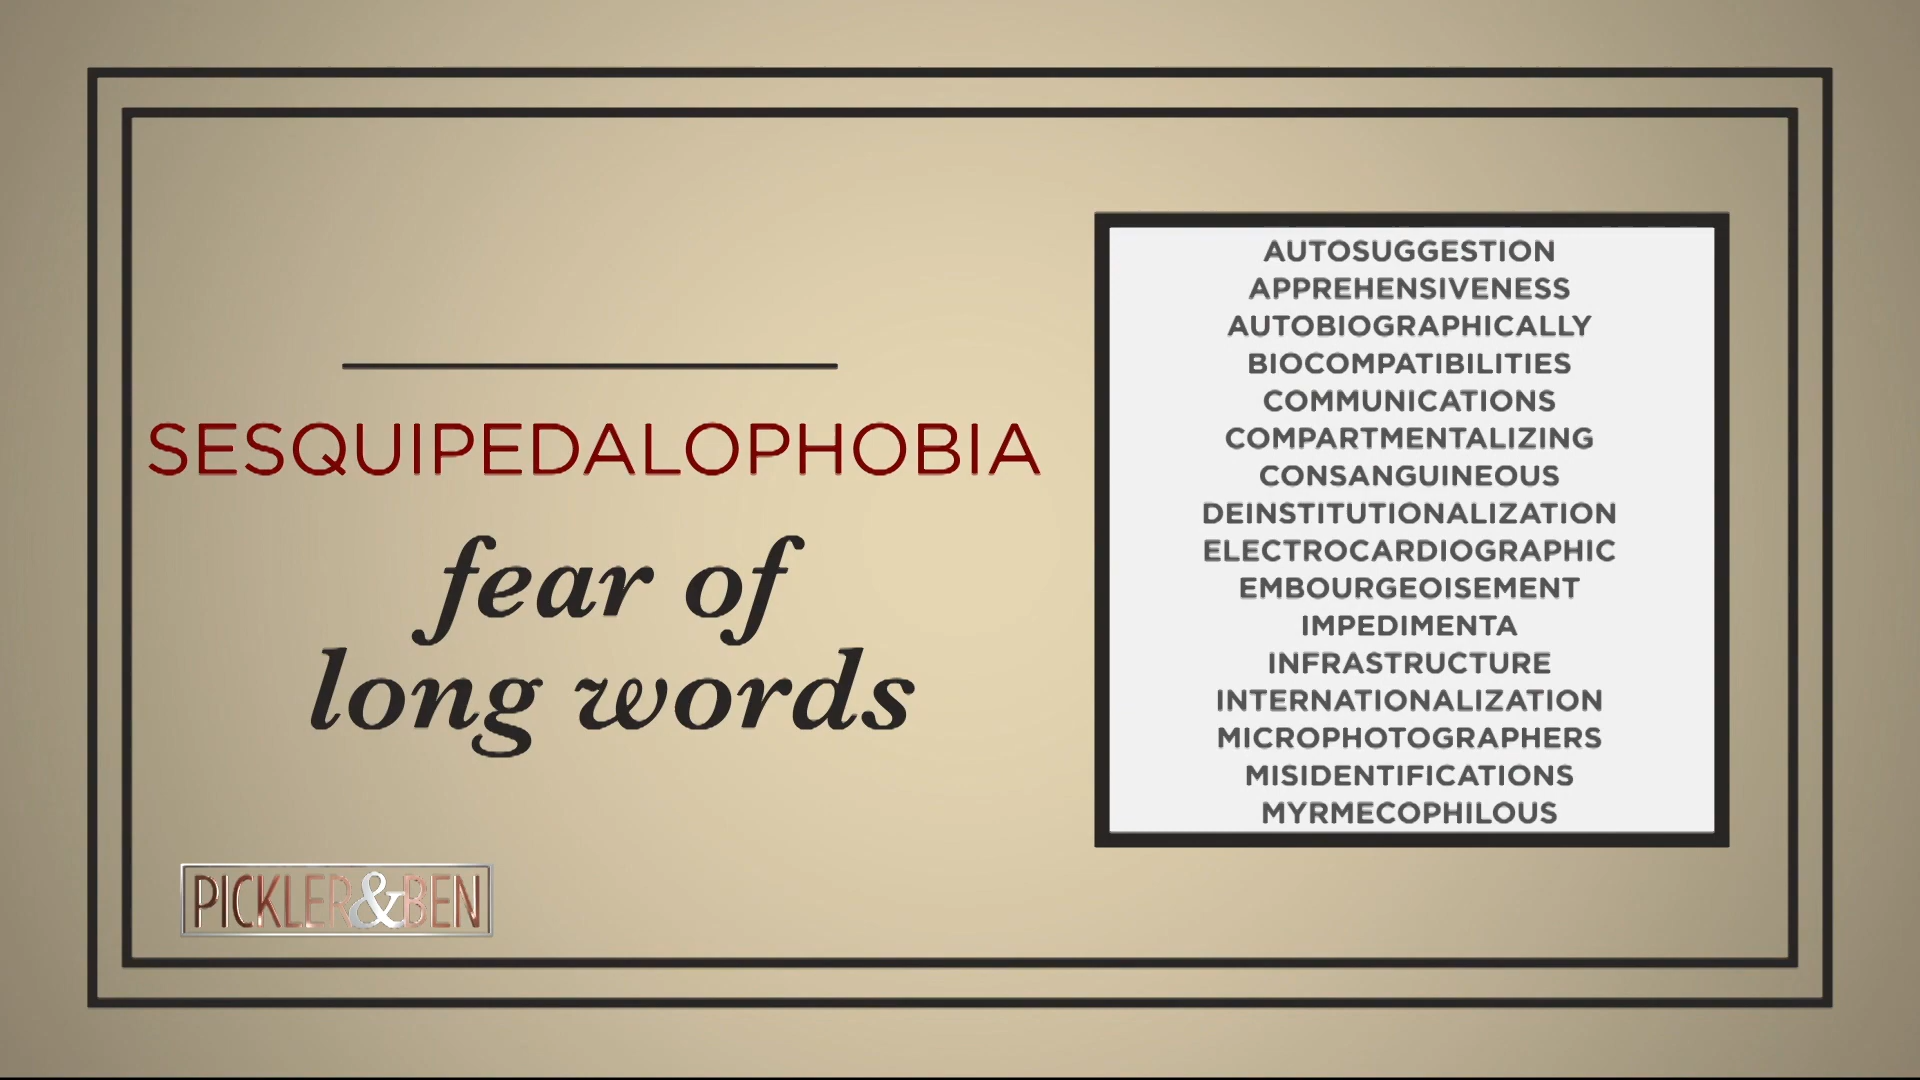 SESQUIPEDALOPHOBIA
fear of
long words
AUTOSUGGESTION
APPREHENSIVENESS
AUTOBIOGRAPHICALLY
BIOCOMPATIBILITIES
COMMUNICATIONS
COMPARTMENTALIZING
CONSANGUINEOUS
DEINSTITUTIONALIZATION
ELECTROCARDIOGRAPHIC
EMBOURGEOISEMENT
IMPEDIMENTA
INFRASTRUCTURE
INTERNATIONALIZATION
MICROPHOTOGRAPHERS
MISIDENTIFICATIONS
MYRMECOPHILOUS
PICKLER&BEN